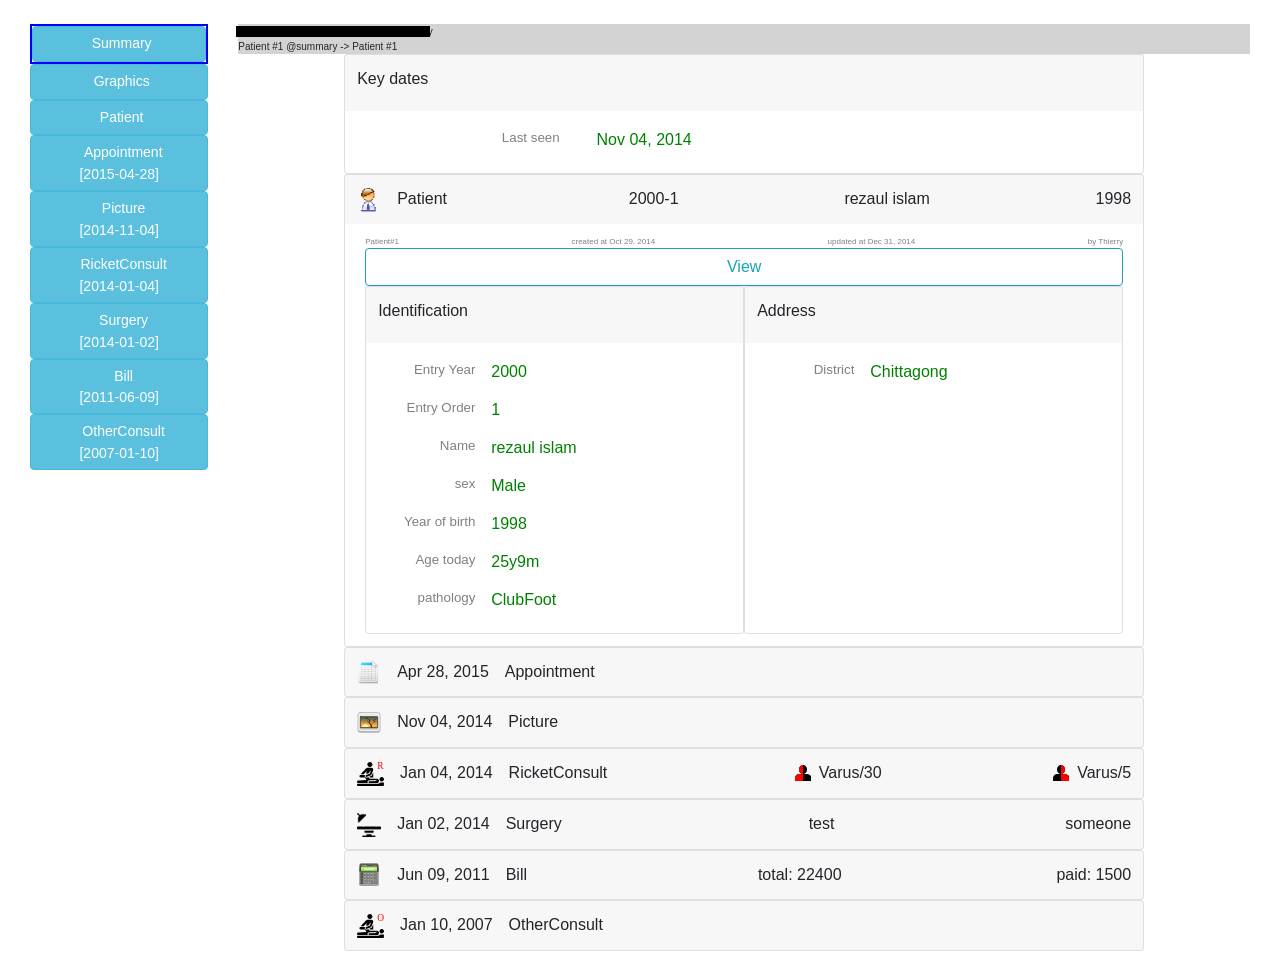 Summary
Graphics
Patient
Appointment
[2015-04-28]
Picture
[2014-11-04]
RicketConsult
[2014-01-04]
Surgery
[2014-01-02]
Bill
[2011-06-09]
OtherConsult
[2007-01-10]
Patient #1 @summary -> Patient #1
Key dates
Last seen Nov 04, 2014
Patient 2000-1 rezaul islam 1998
Patient#1 created at Oct 29, 2014 updated at Dec 31, 2014 by Thierry
View
Identification
Entry Year 2000
Entry Order 1
Name rezaul islam
sex Male
Year of birth 1998
Age today 25y9m
pathology ClubFoot
Address
District Chittagong
Apr 28, 2015 Appointment
Nov 04, 2014 Picture
R Jan 04, 2014 RicketConsult Varus/30 Varus/5
Jan 02, 2014 Surgery test someone
Jun 09, 2011 Bill total: 22400 paid: 1500
O Jan 10, 2007 OtherConsult